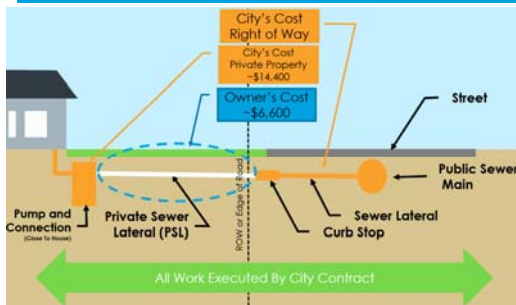 City's Cost
Right of Way
City's Cost
Private Property
~$14,400
Owner's Cost
~$6,600
Street
Public Sewer
Main
Pump and
Connection
(Close To House)
Private Sewer
Lateral (PSL)
ROW or Edge of Road
Sewer Lateral
Curb Stop
All Work Executed By City Contract